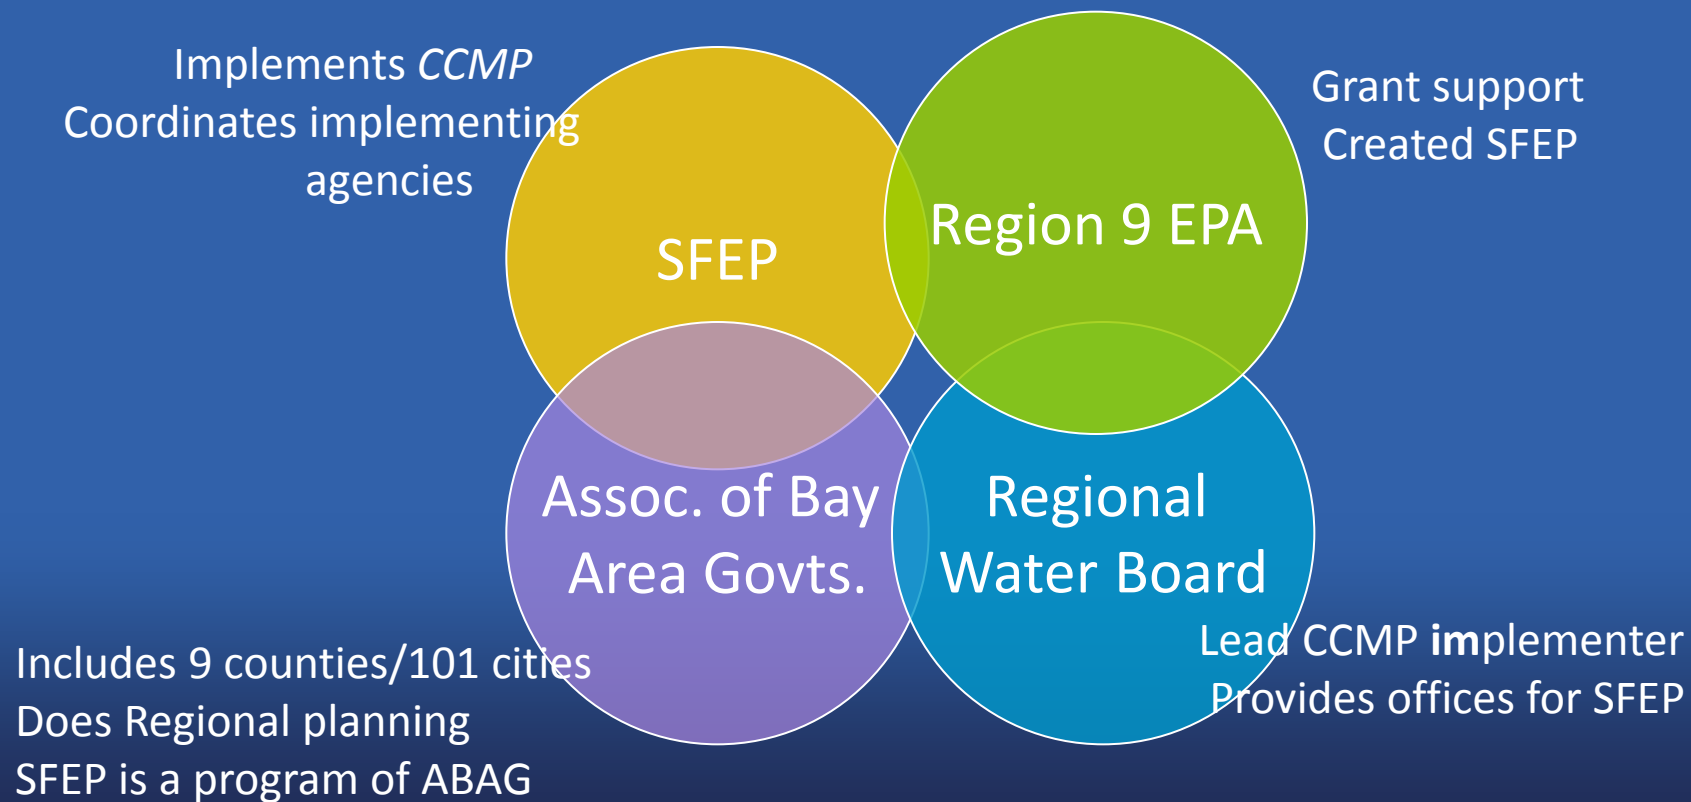 Implements CCMP
Coordinates implementing
agencies
Grant support
Created SFEP
SFEP
Region 9 EPA
Assoc. of Bay
Area Govts.
Regional
Water Board
Includes 9 counties/101 cities
Does Regional planning
SFEP is a program of ABAG
Lead CCMP implementer
Provides offices for SFEP